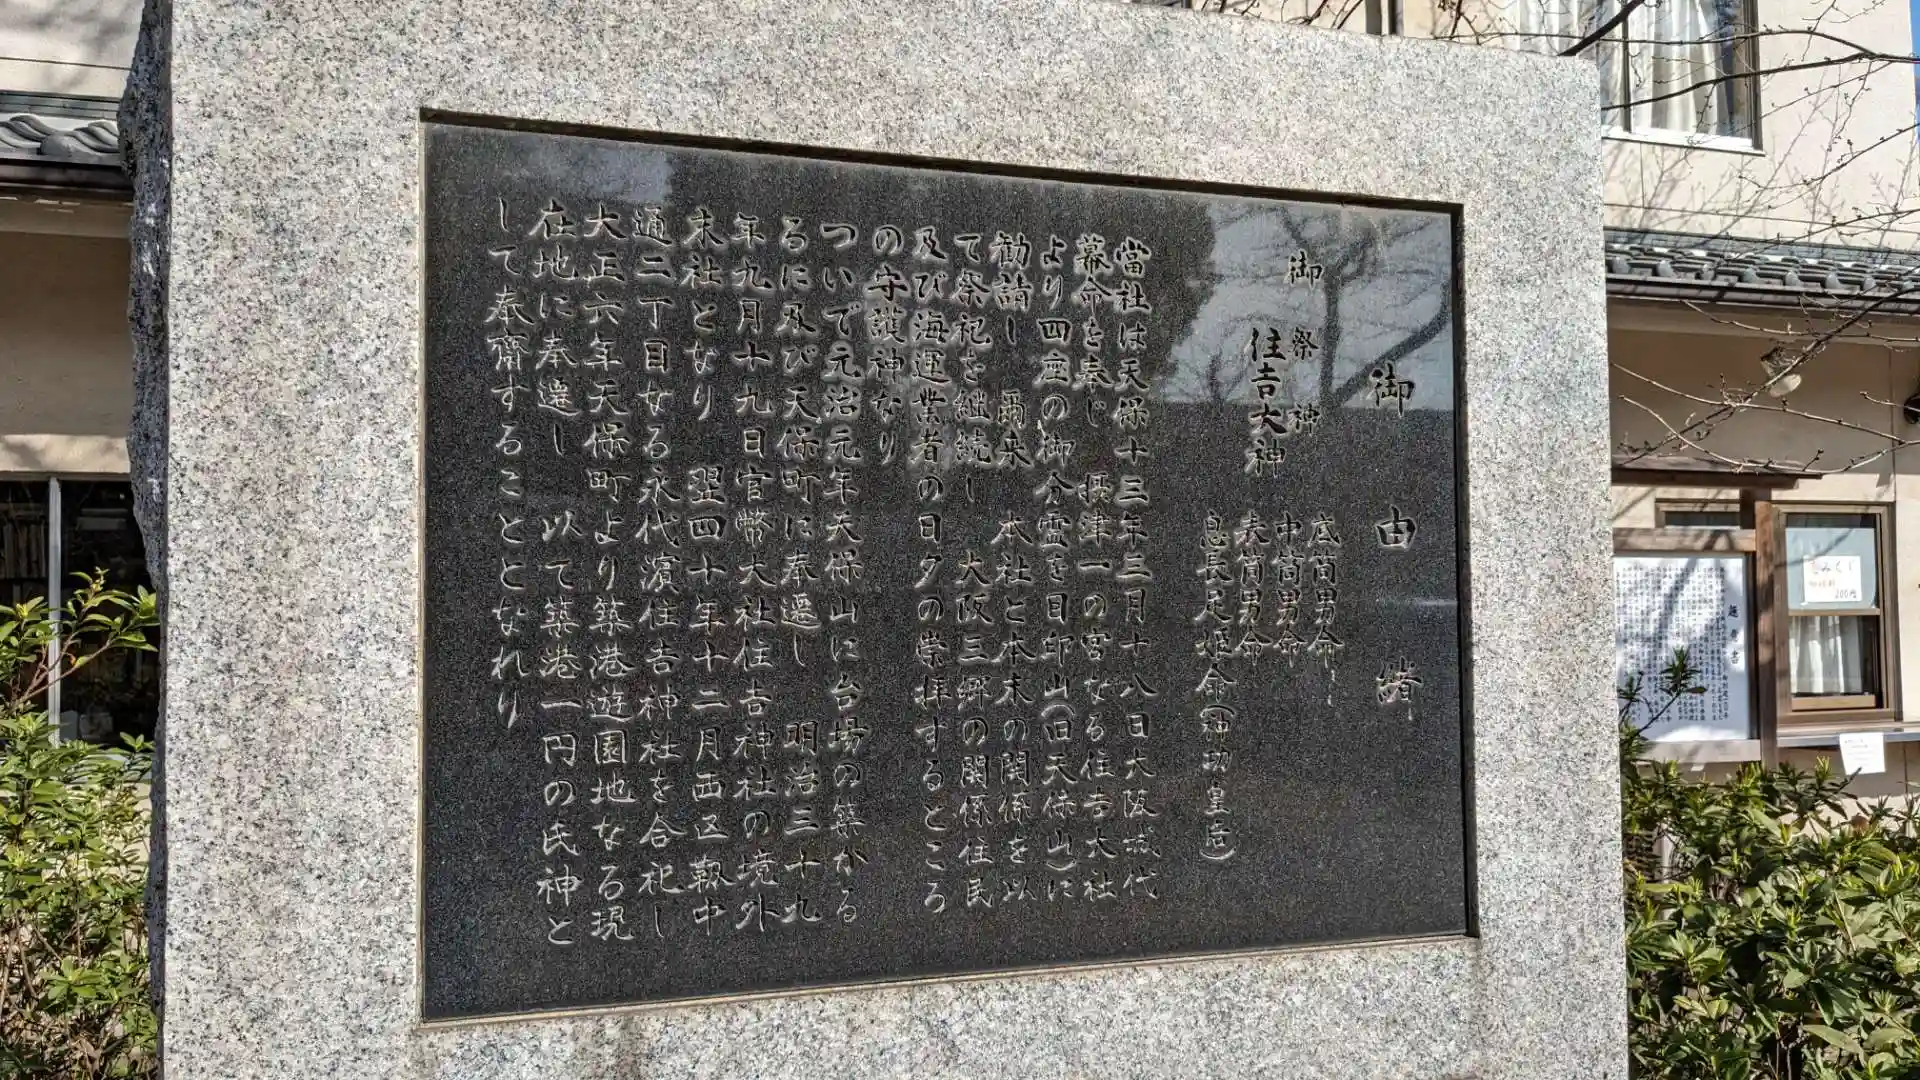 御由緒
御祭神
住吉大神
底筒男命
中筒男命
表筒男命
息長足姫命(神功皇后)
當社は天保十三年三月十八日大阪城代
幕命を奉じ 摂津一の宮なる住吉大社
より四座の御分霊を目印山(旧天保山)に
勧請し 爾来 本社と本末の関係を以
て祭祀を継続し 大阪三郷の関係住民
及び海運業者の日夕の崇拝するところ
の守護神なり
ついで元治元年天保山に台場の築かる
るに及び天保町に奉遷し 明治三十九
年九月十九日官幣大社住吉神社の境外
末社となり 翌四十年十二月西区靱中
通二丁目なる永代濱住吉神社を合祀し
大正六年天保町より築港遊園地なる現
在地に奉遷し 以て築港一円の氏神と
して奉齋することとなれり
200円